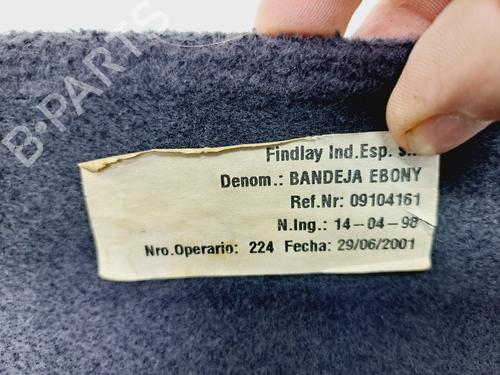 B-PARTS
Findlay Ind.Esp.
Denom.: BANDEJA EBONY
Ref.Nr: 09104161
N.Ing.: 14-04-98
Nro.Operario: 224 Fecha: 29/06/2001